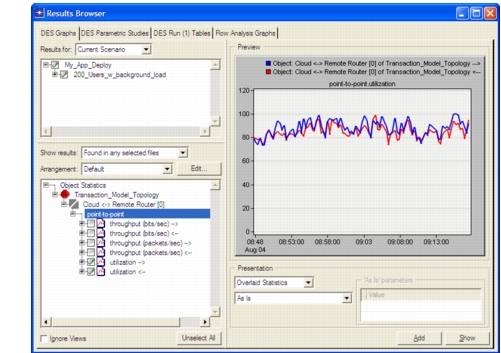 Results Browser
DES Graphs DES Parametric Studies DES Run (1) Tables Flow Analysis Graphs
Results for: Current Scenario
My_App_Deploy
200_Users_w_background_load
Show results: Found in any selected files
Arrangement: Default Edit...
Object Statistics
Transaction_Model_Topology
Cloud <-> Remote Router [0]
point-to-point
throughput (bits/sec) -->
throughput (bits/sec) <--
throughput (packets/sec) -->
throughput (packets/sec) <--
utilization -->
utilization <--
Ignore Views Unselect All
Preview
Object: Cloud <-> Remote Router [0] of Transaction_Model_Topology -->
Object: Cloud <-> Remote Router [0] of Transaction_Model_Topology <--
point-to-point.utilization
120
100
80
60
40
20
0
08:48 08:53:00 08:58:00 09:03 09:08:00 09:13:00
Aug 04
Presentation
Overlaid Statistics
As Is
'As Is' parameters
Value
Add Show